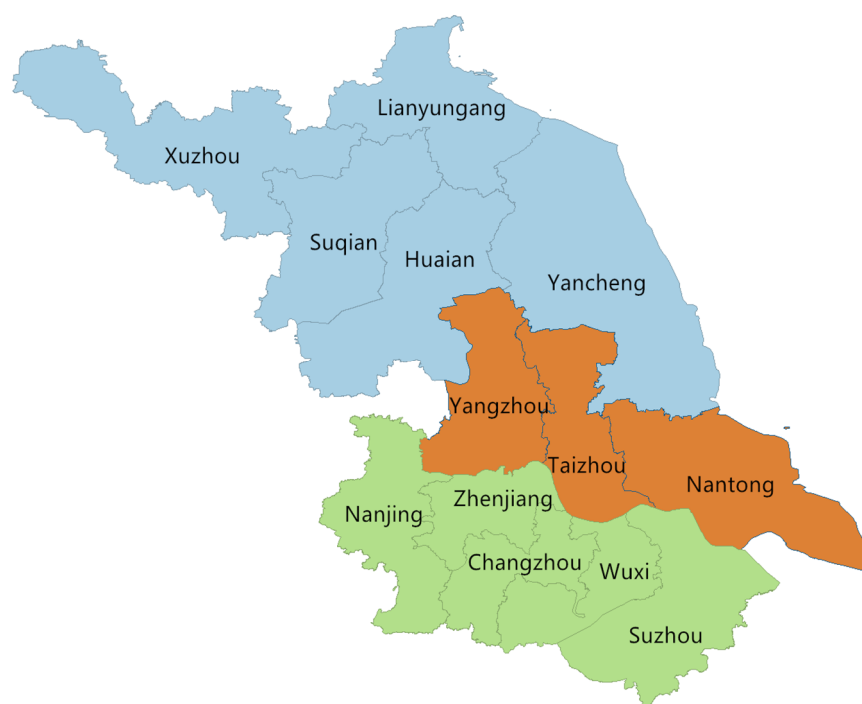 Lianyungang
Xuzhou
Suqian
Huaian
Yancheng
Yangzhou
Taizhou
Nantong
Zhenjiang
Nanjing
Changzhou
Wuxi
Suzhou